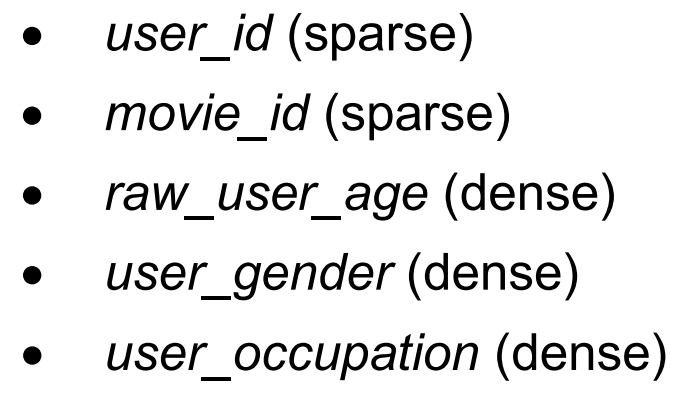 • user_id (sparse)
• movie_id (sparse)
• raw_user_age (dense)
• user_gender (dense)
• user_occupation (dense)